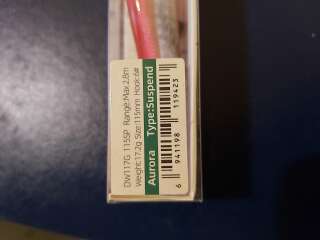 DW117G 115SP Range:Max 2.8m
Weight:17.2g Size:115mm Hook:6#
Aurora Type:Suspend
6 941198 119423